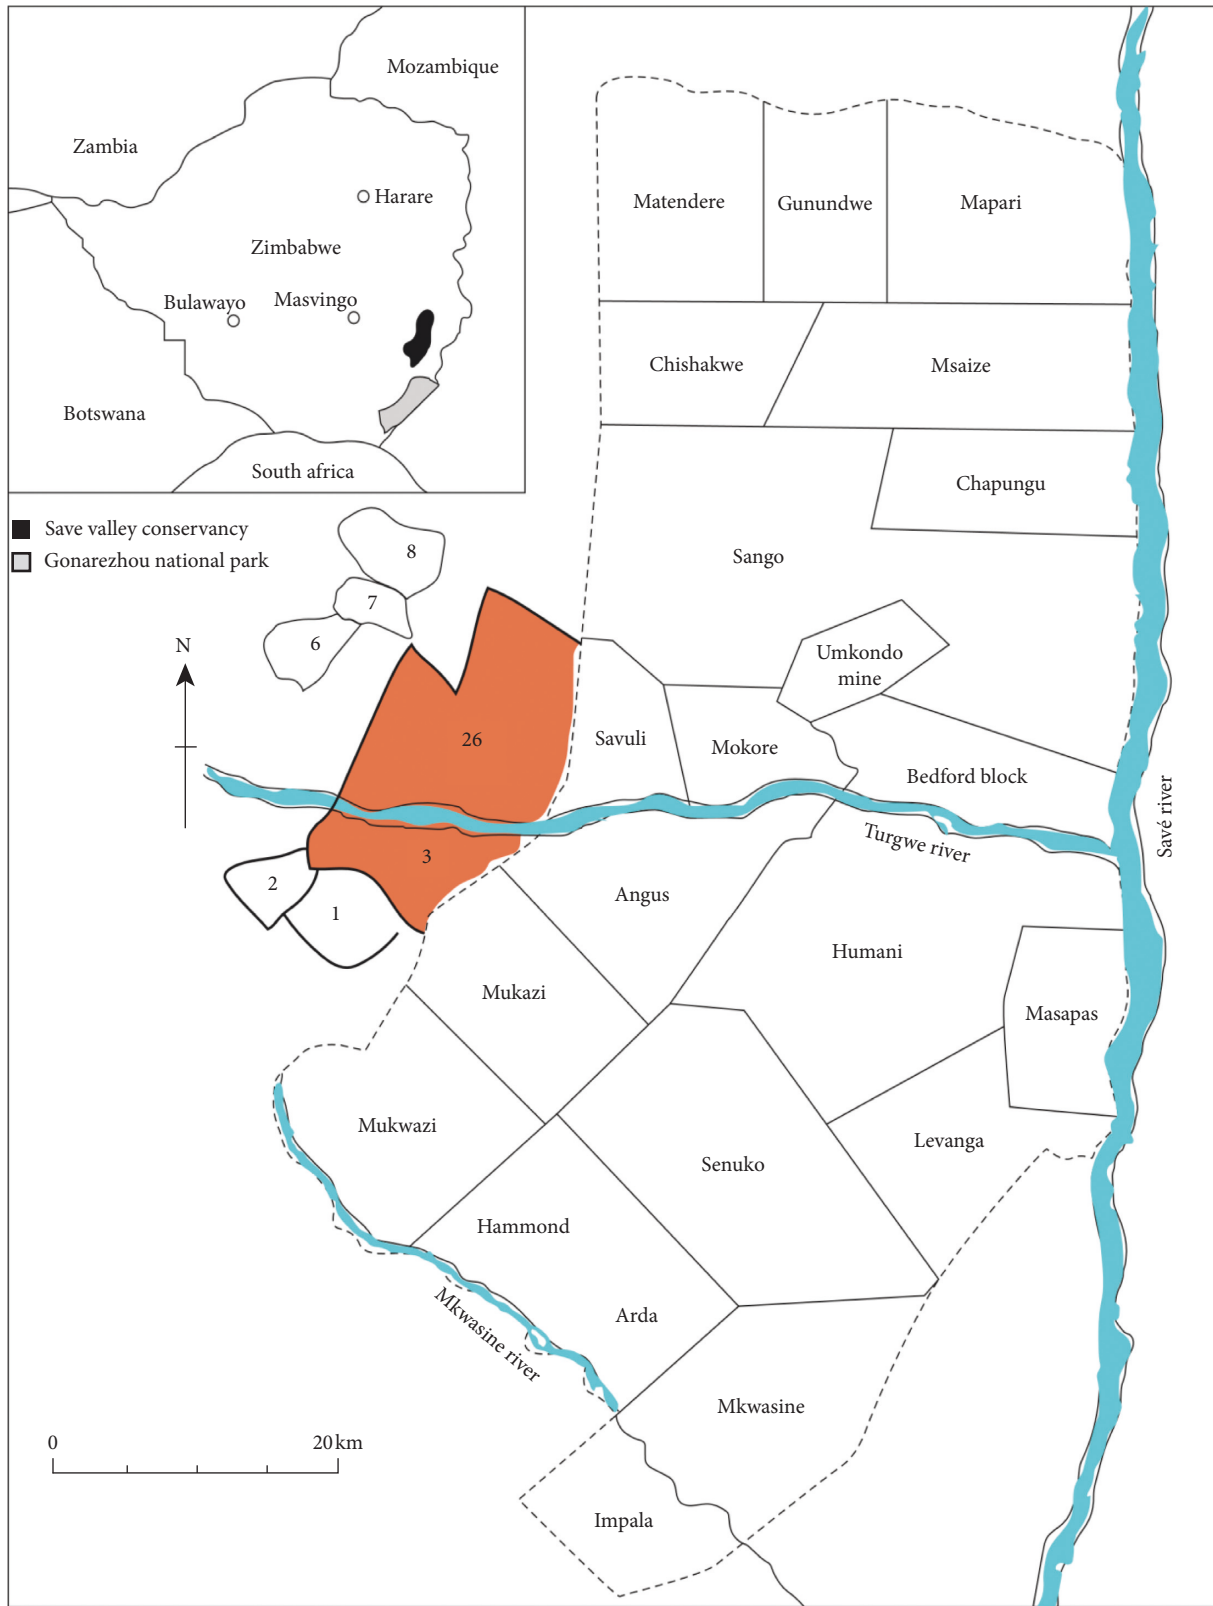 Mozambique
Zambia
Harare
Zimbabwe
Bulawayo
Masvingo
Botswana
South africa
Save valley conservancy
Gonarezhou national park
N
8
7
6
26
3
2
1
Matendere
Gunundwe
Mapari
Chishakwe
Msaize
Chapungu
Sango
Umkondo
mine
Savuli
Mokore
Bedford block
Turgwe river
Savé river
Angus
Humani
Mukazi
Masapas
Mukwazi
Levanga
Senuko
Hammond
Arda
Mkwasine river
Mkwasine
Impala
0
20 km